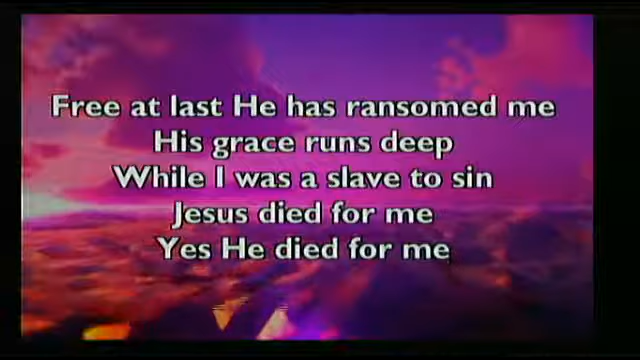 Free at last He has ransomed me
His grace runs deep
While I was a slave to sin
Jesus died for me
Yes He died for me